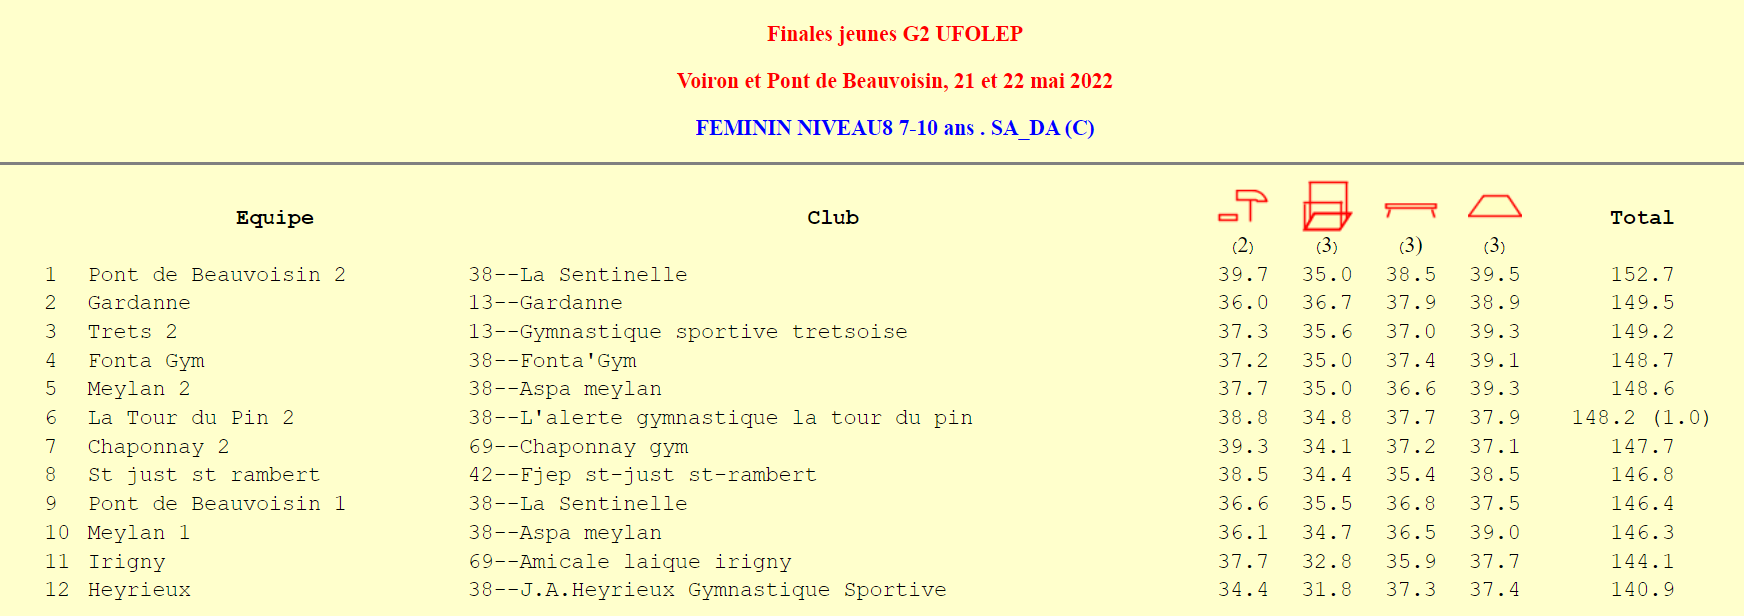 Finales jeunes G2 UFOLEP
Voiron et Pont de Beauvoisin, 21 et 22 mai 2022
FEMININ NIVEAU8 7-10 ans . SA_DA (C)
Equipe Club Total
(2) (3) (3) (3)
1 Pont de Beauvoisin 2 38--La Sentinelle 39.7 35.0 38.5 39.5 152.7
2 Gardanne 13--Gardanne 36.0 36.7 37.9 38.9 149.5
3 Trets 2 13--Gymnastique sportive tretsoise 37.3 35.6 37.0 39.3 149.2
4 Fonta Gym 38--Fonta'Gym 37.2 35.0 37.4 39.1 148.7
5 Meylan 2 38--Aspa meylan 37.7 35.0 36.6 39.3 148.6
6 La Tour du Pin 2 38--L'alerte gymnastique la tour du pin 38.8 34.8 37.7 37.9 148.2 (1.0)
7 Chaponnay 2 69--Chaponnay gym 39.3 34.1 37.2 37.1 147.7
8 St just st rambert 42--Fjep st-just st-rambert 38.5 34.4 35.4 38.5 146.8
9 Pont de Beauvoisin 1 38--La Sentinelle 36.6 35.5 36.8 37.5 146.4
10 Meylan 1 38--Aspa meylan 36.1 34.7 36.5 39.0 146.3
11 Irigny 69--Amicale laique irigny 37.7 32.8 35.9 37.7 144.1
12 Heyrieux 38--J.A.Heyrieux Gymnastique Sportive 34.4 31.8 37.3 37.4 140.9